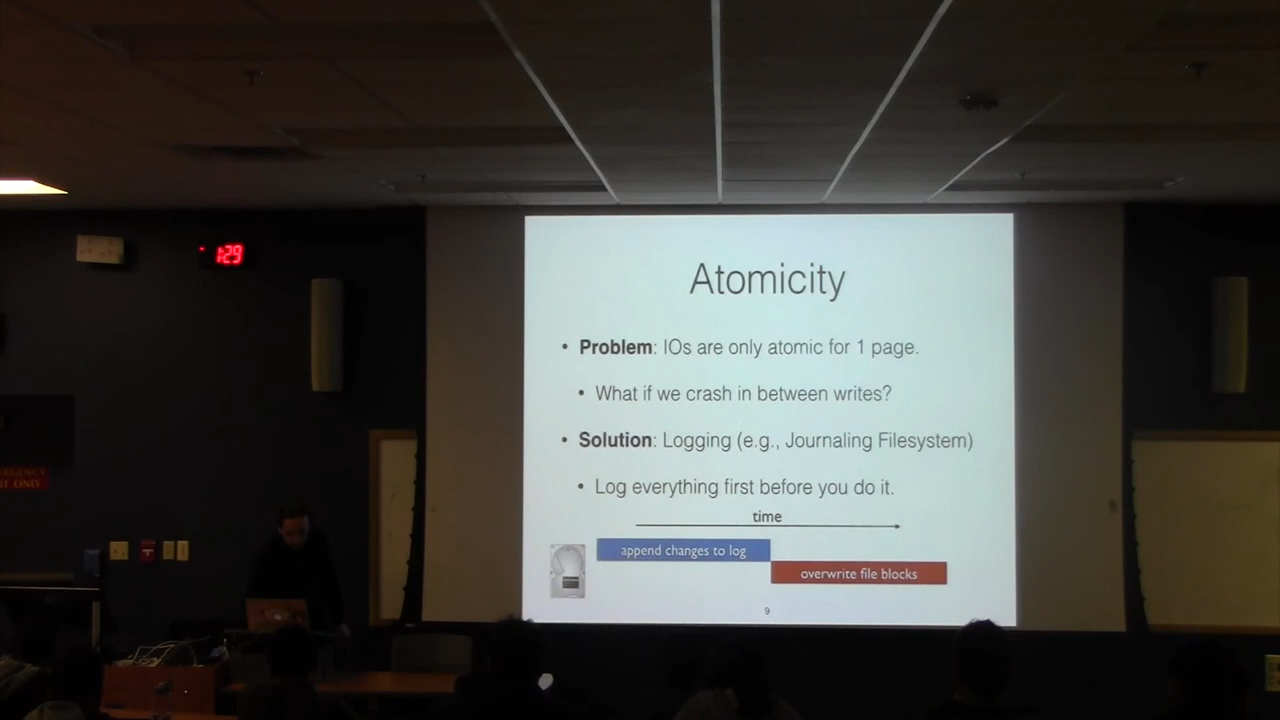 1:29
Atomicity
• Problem: IOs are only atomic for 1 page.
• What if we crash in between writes?
• Solution: Logging (e.g., Journaling Filesystem)
• Log everything first before you do it.
time
append changes to log
overwrite file blocks
9
ONLY